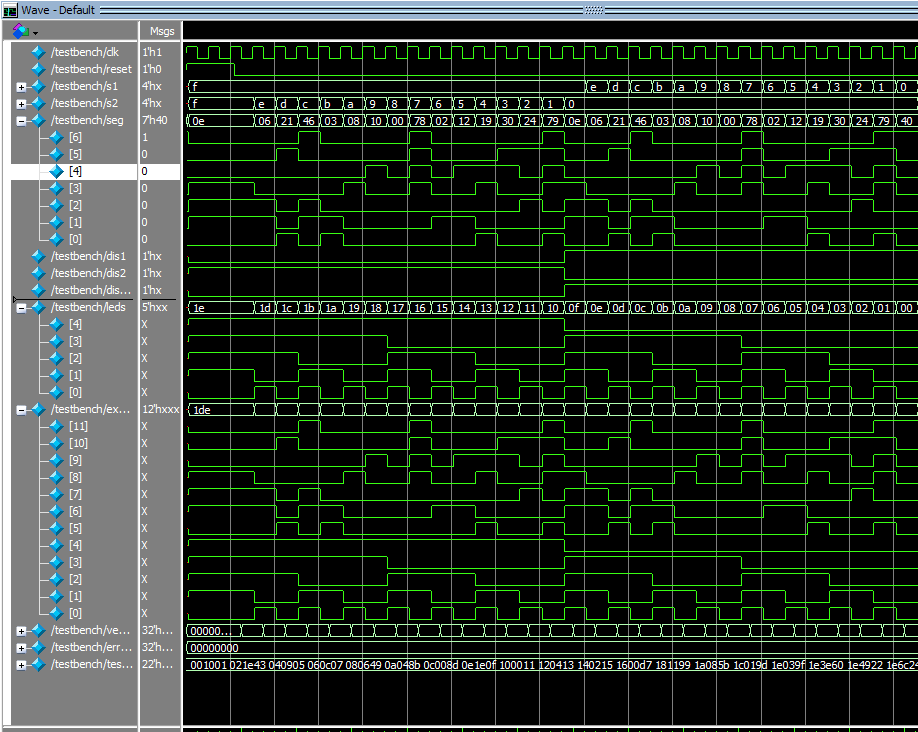 Wave - Default
Msgs
/testbench/clk 1'h1
/testbench/reset 1'h0
/testbench/s1 4'hx f e d c b a 9 8 7 6 5 4 3 2 1 0
/testbench/s2 4'hx f e d c b a 9 8 7 6 5 4 3 2 1 0
/testbench/seg 7'h40 0e 06 21 46 03 08 10 00 78 02 12 19 30 24 79 0e 06 21 46 03 08 10 00 78 02 12 19 30 24 79 40
[6] 1
[5] 0
[4] 0
[3] 0
[2] 0
[1] 0
[0] 0
/testbench/dis1 1'hx
/testbench/dis2 1'hx
/testbench/dis... 1'hx
/testbench/leds 5'hxx 1e 1d 1c 1b 1a 19 18 17 16 15 14 13 12 11 10 0f 0e 0d 0c 0b 0a 09 08 07 06 05 04 03 02 01 00
[4] X
[3] X
[2] X
[1] X
[0] X
/testbench/ex... 12'hxxx 1de
[11] X
[10] X
[9] X
[8] X
[7] X
[6] X
[5] X
[4] X
[3] X
[2] X
[1] X
[0] X
/testbench/ve... 32'h... 00000...
/testbench/err... 32'h... 00000000
/testbench/tes... 22'h... 001001 021e43 040905 060c07 080649 0a048b 0c008d 0e1e0f 100011 120413 140215 1600d7 181199 1a085b 1c019d 1e039f 1e3e60 1e4922 1e6c24